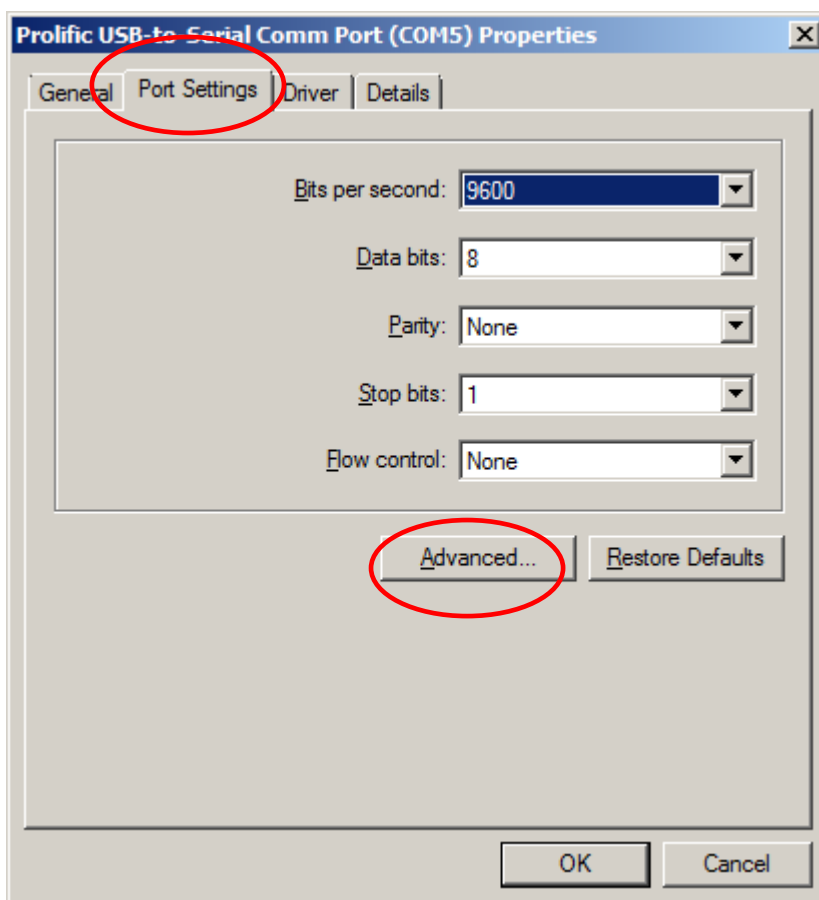 Prolific USB-to-Serial Comm Port (COM5) Properties
General Port Settings Driver Details
Bits per second: 9600
Data bits: 8
Parity: None
Stop bits: 1
Flow control: None
Advanced... Restore Defaults
OK Cancel